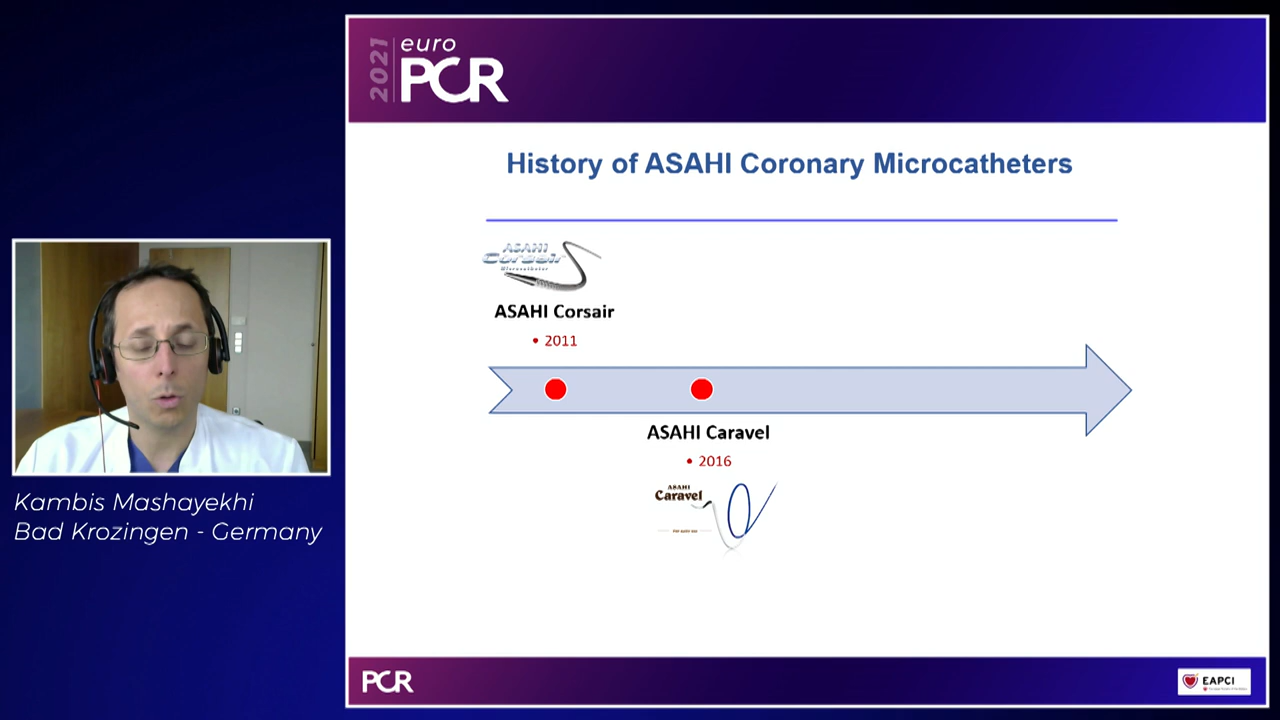 2021
euro
PCR
History of ASAHI Coronary Microcatheters
ASAHI
Corsair
Microcatheter
ASAHI Corsair
• 2011
ASAHI Caravel
• 2016
ASAHI
Caravel
Kambis Mashayekhi
Bad Krozingen - Germany
PCR
EAPCI